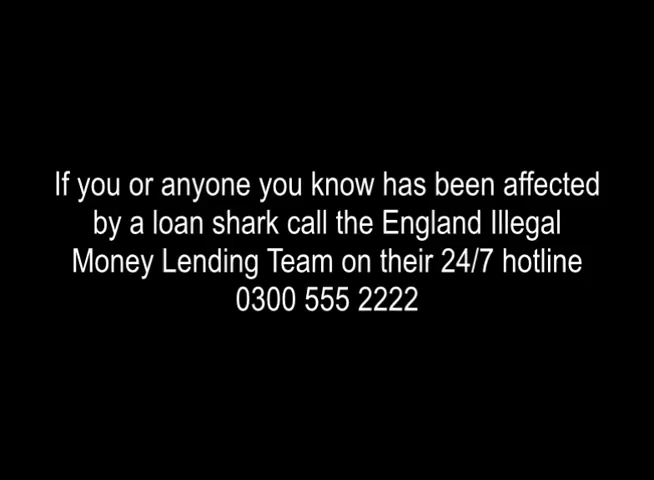 If you or anyone you know has been affected
by a loan shark call the England Illegal
Money Lending Team on their 24/7 hotline
0300 555 2222